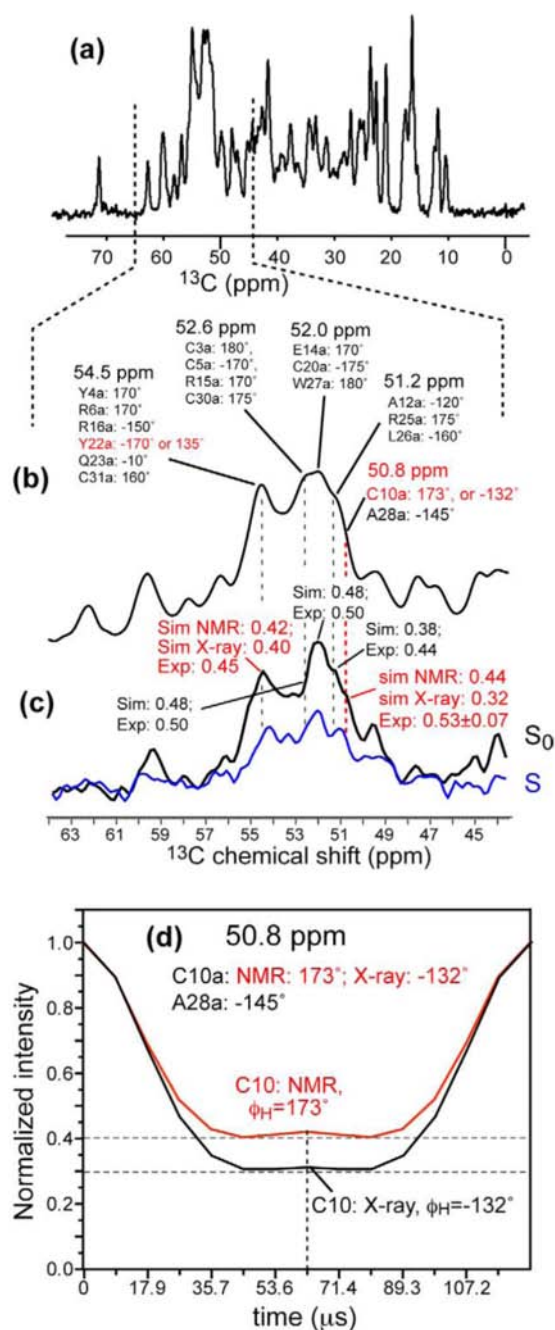 (a)
70 60 50 40 30 20 10 0
13C (ppm)
52.6 ppm
C3a: 180°,
C5a: -170°,
R15a: 170°
C30a: 175°
52.0 ppm
E14a: 170°
C20a: -175°
W27a: 180°
54.5 ppm
Y4a: 170°
R6a: 170°
R16a: -150°
Y22a: -170° or 135°
Q23a: -10°
C31a: 160°
51.2 ppm
A12a: -120°
R25a: 175°
L26a: -160°
50.8 ppm
C10a: 173°, or -132°
A28a: -145°
(b)
Sim: 0.48;
Exp: 0.50
Sim NMR: 0.42;
Sim X-ray: 0.40
Exp: 0.45
Sim: 0.38;
Exp: 0.44
(c)
Sim: 0.48;
Exp: 0.50
sim NMR: 0.44
sim X-ray: 0.32
Exp: 0.53±0.07
S0
S
63 61 59 57 55 53 51 49 47 45
13C chemical shift (ppm)
(d) 50.8 ppm
C10a: NMR: 173°; X-ray: -132°
A28a: -145°
C10: NMR,
ϕH=173°
C10: X-ray, ϕH=-132°
Normalized intensity
1.0
0.8
0.6
0.4
0.2
0.0
0 17.9 35.7 53.6 71.4 89.3 107.2
time (μs)